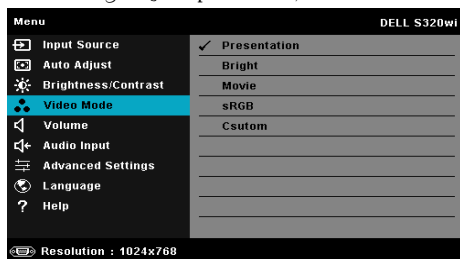 Menu DELL S320wi
Input Source
Auto Adjust
Brightness/Contrast
Video Mode
Volume
Audio Input
Advanced Settings
Language
? Help
✓ Presentation
Bright
Movie
sRGB
Csutom
Resolution : 1024x768